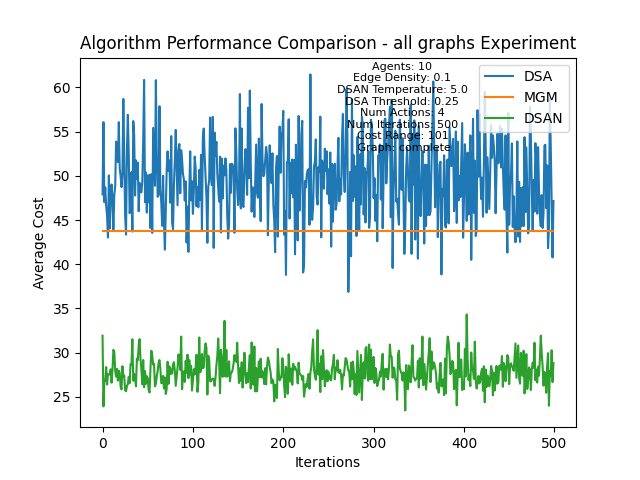 Algorithm Performance Comparison - all graphs Experiment
Agents: 10
Edge Density: 0.1
DSAN Temperature: 5.0
DSA Threshold: 0.25
Num Actions: 4
Num Iterations: 500
Cost Range: 101
Graph: complete
DSA
MGM
DSAN
Average Cost
60
55
50
45
40
35
30
25
0
100
200
300
400
500
Iterations